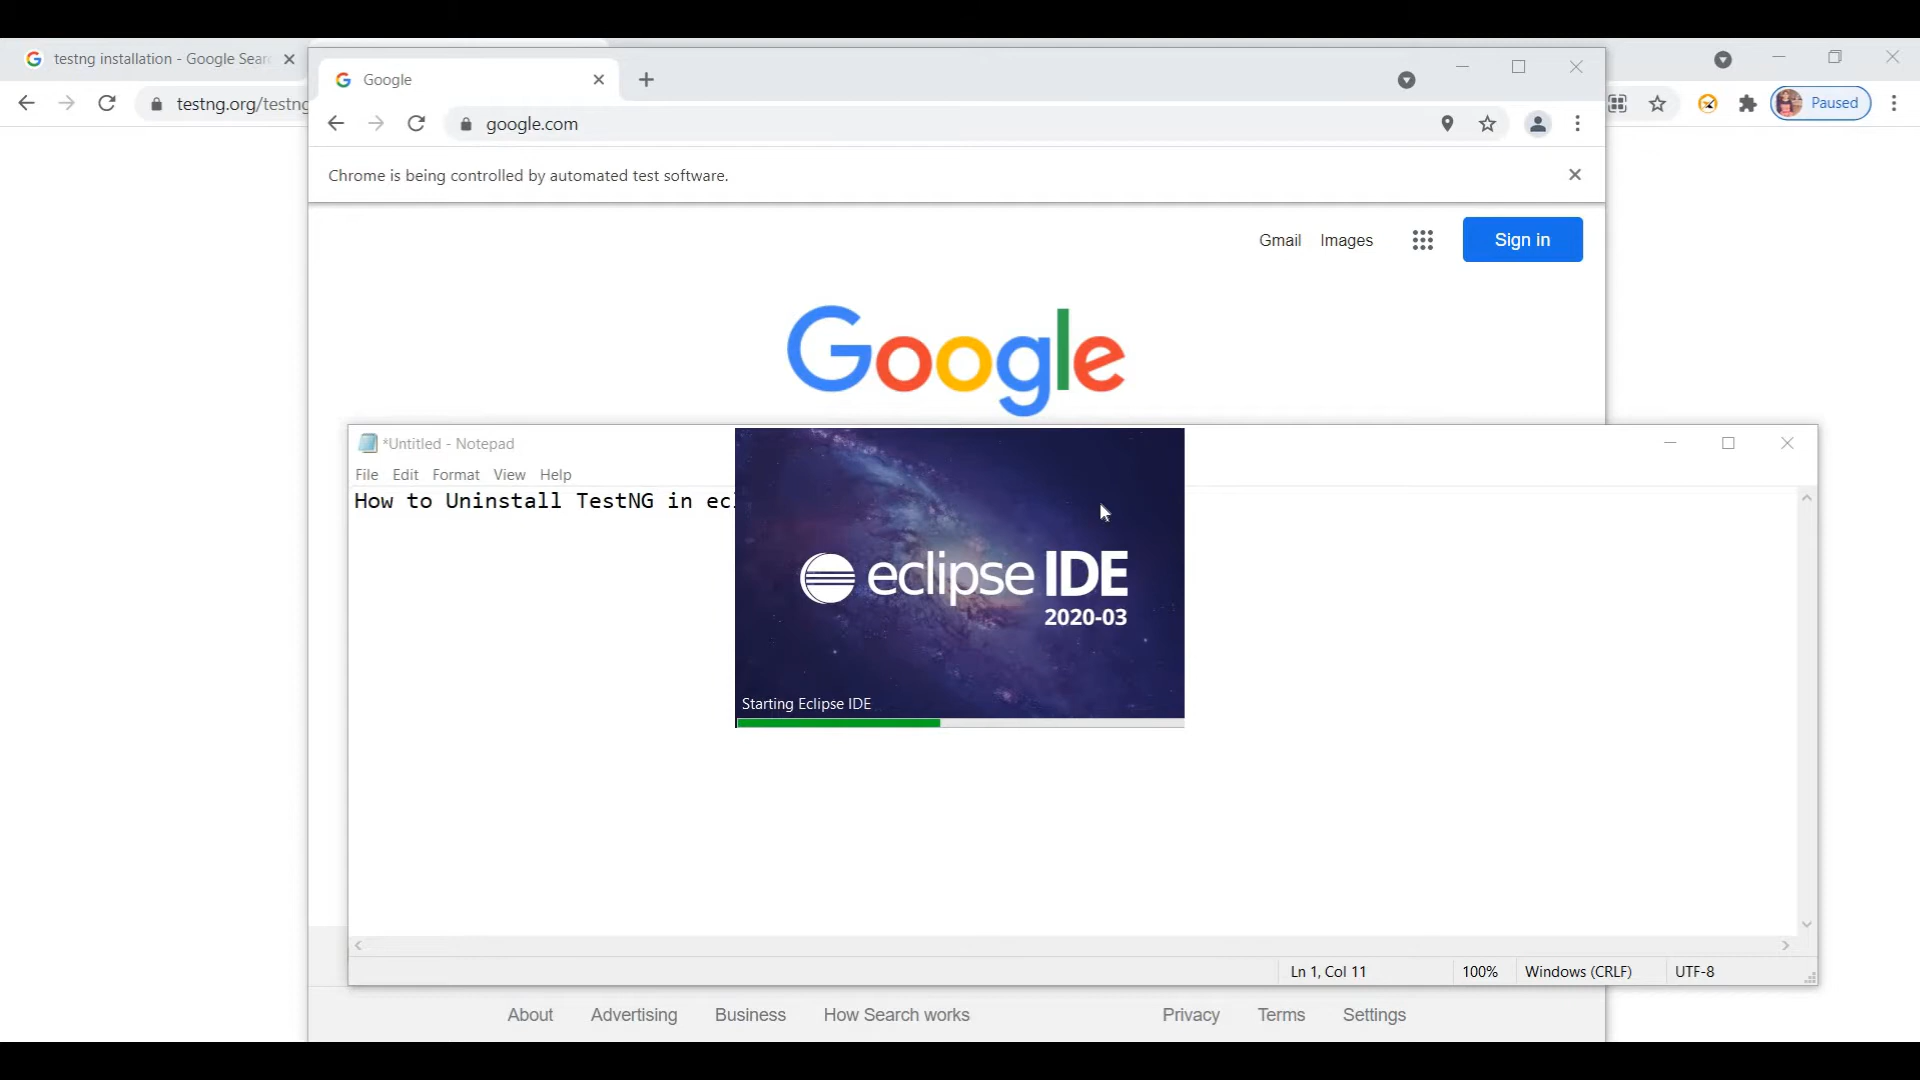 testng installation - Google Sear
testng.org/testng
Paused
Google
google.com
Chrome is being controlled by automated test software.
Gmail Images
Sign in
Google
*Untitled - Notepad
File Edit Format View Help
How to Uninstall TestNG in ecl
eclipse IDE
2020-03
Starting Eclipse IDE
Ln 1, Col 11 100% Windows (CRLF) UTF-8
About Advertising Business How Search works Privacy Terms Settings